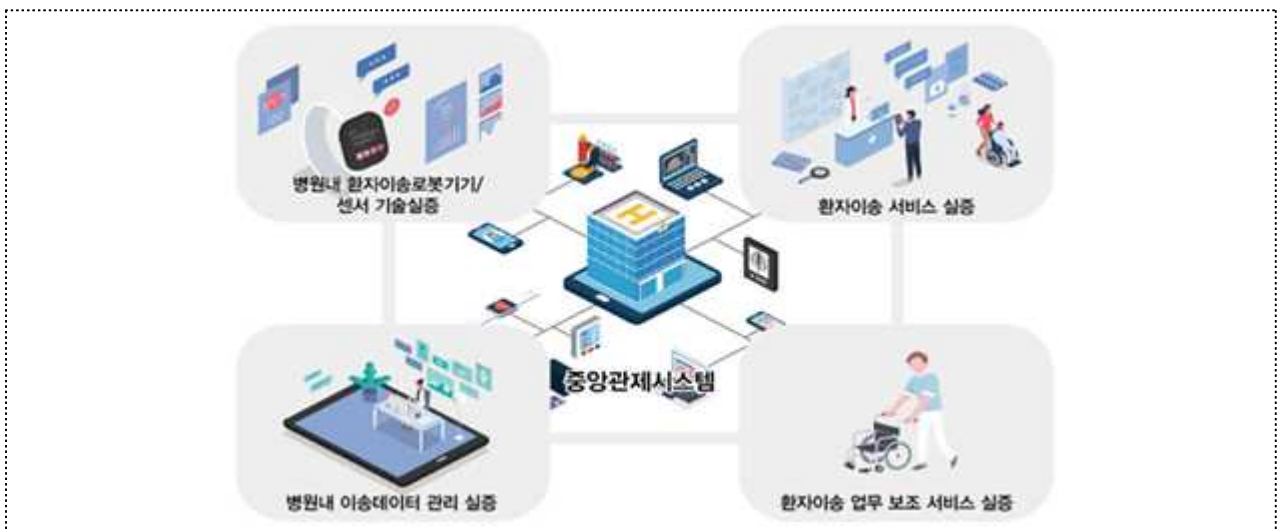 병원내 환자이송로봇기기/
센서 기술실증
환자이송 서비스 실증
H
중앙관제시스템
병원내 이송데이터 관리 실증
환자이송 업무 보조 서비스 실증